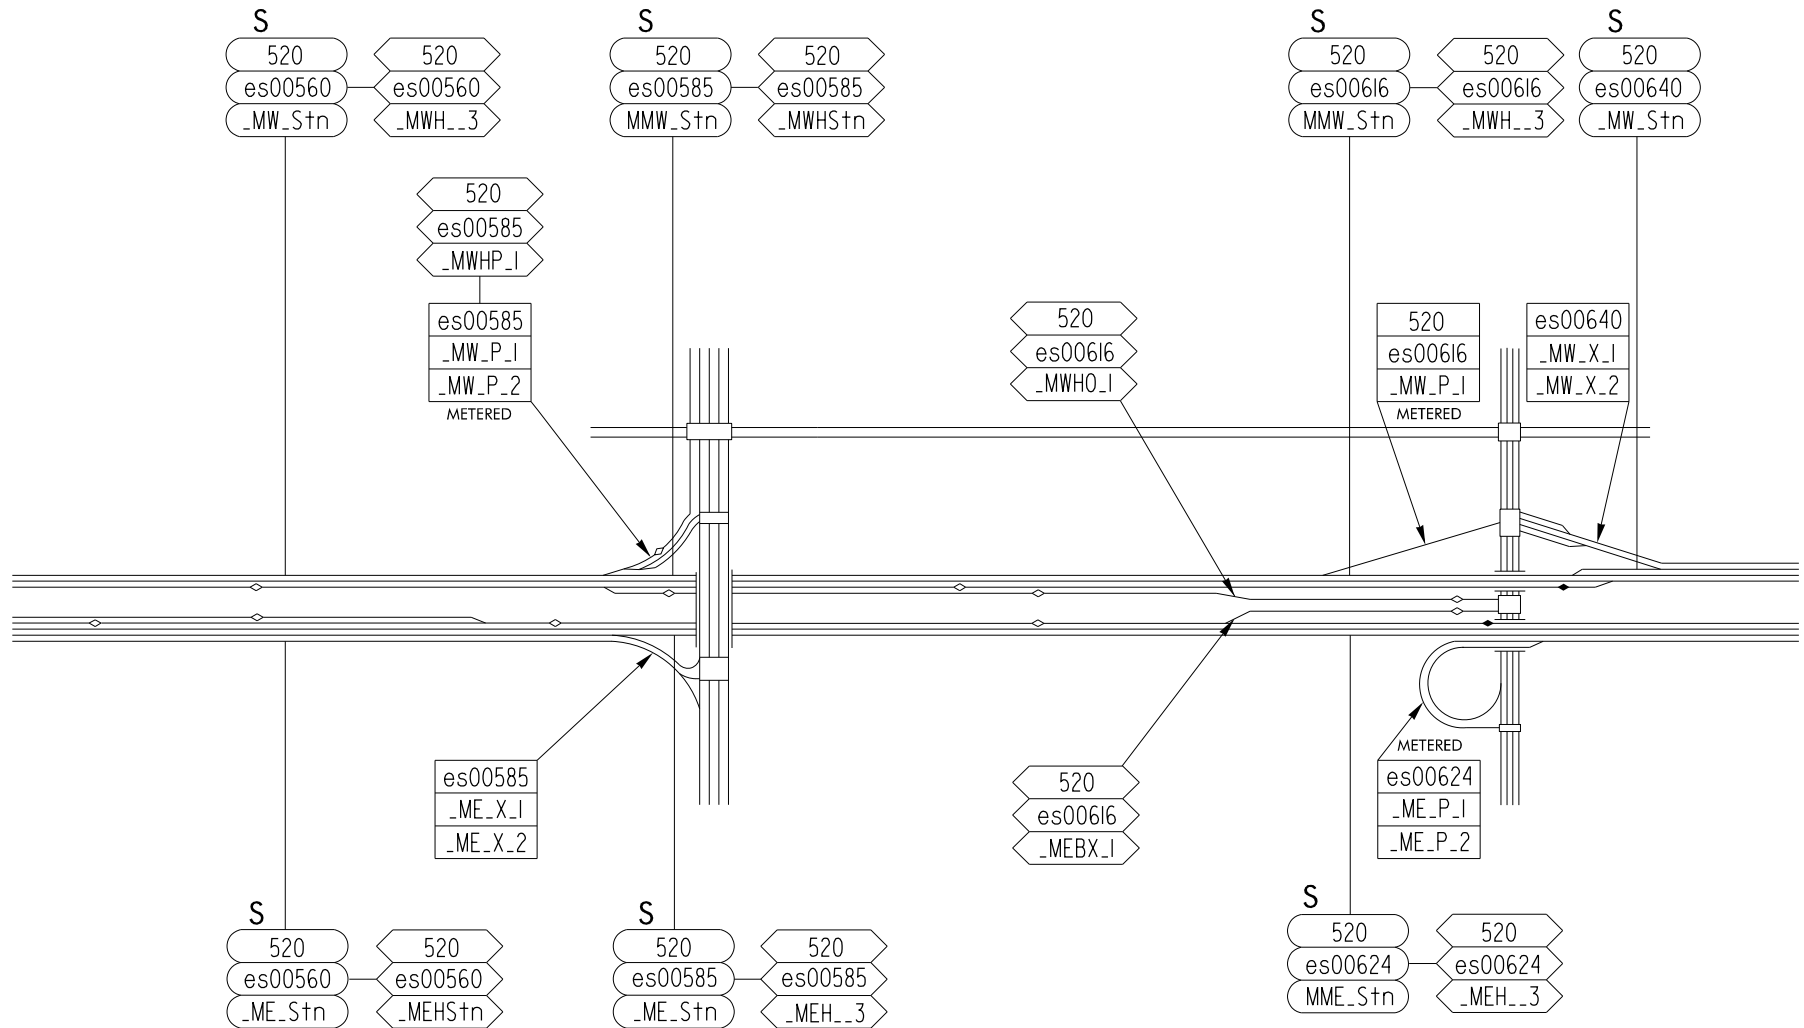 S
520
es00560
_MW_Stn
520
es00560
_MWH__3
S
520
es00585
MMW_Stn
520
es00585
_MWHStn
S
520
es00616
MMW_Stn
520
es00616
_MWH__3
S
520
es00640
_MW_Stn
520
es00585
_MWHP_1
es00585
_MW_P_1
_MW_P_2
METERED
520
es00616
_MWHO_1
520
es00616
_MW_P_1
METERED
es00640
_MW_X_1
_MW_X_2
es00585
_ME_X_1
_ME_X_2
520
es00616
_MEBX_1
METERED
es00624
_ME_P_1
_ME_P_2
S
520
es00560
_ME_Stn
520
es00560
_MEHStn
S
520
es00585
_ME_Stn
520
es00585
_MEH__3
S
520
es00624
MME_Stn
520
es00624
_MEH__3